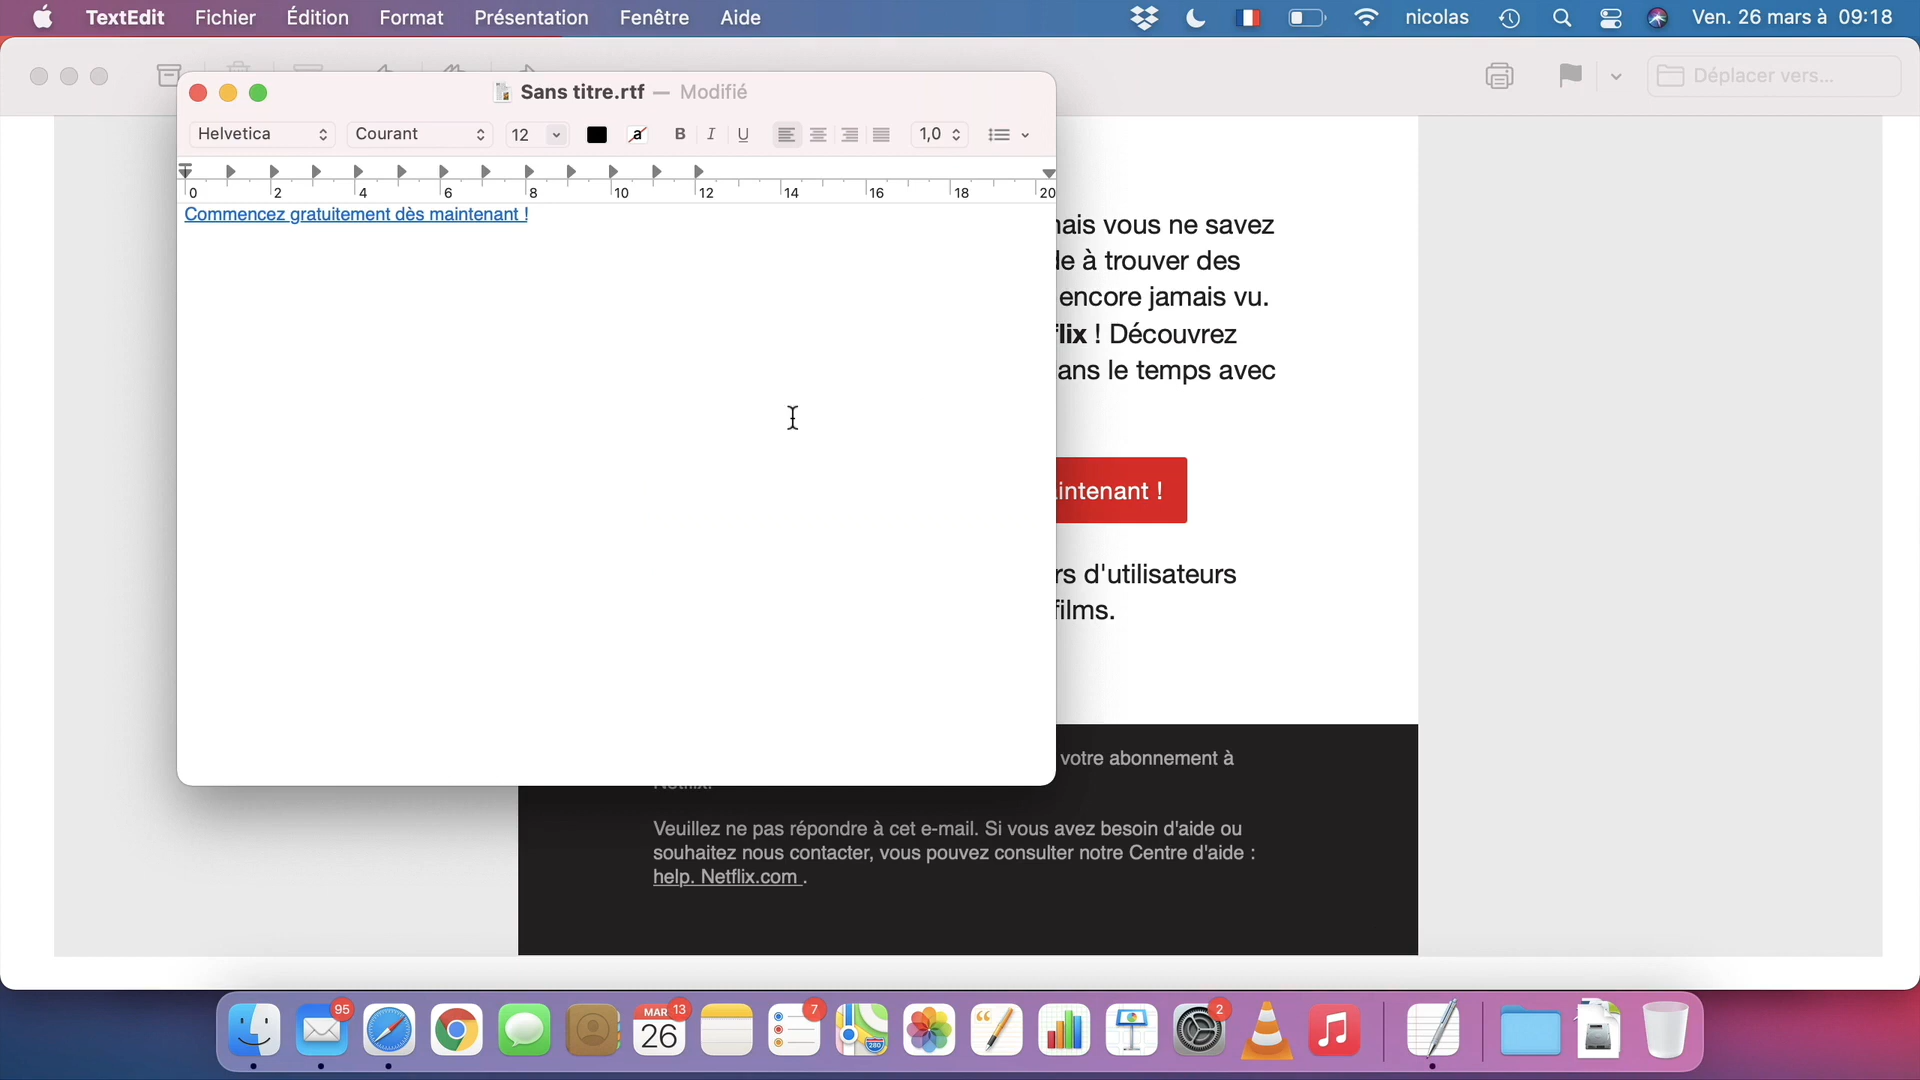 TextEdit Fichier Édition Format Présentation Fenêtre Aide nicolas Ven. 26 mars à 09:18
Déplacer vers...
Sans titre.rtf — Modifié
Helvetica Courant 12 a B I U 1,0
0 2 4 6 8 10 12 14 16 18 20
Commencez gratuitement dès maintenant !
ais vous ne savez
à trouver des
encore jamais vu.
flix ! Découvrez
ans le temps avec
intenant !
d'utilisateurs
films.
votre abonnement à
Netflix.
Veuillez ne pas répondre à cet e-mail. Si vous avez besoin d'aide ou
souhaitez nous contacter, vous pouvez consulter notre Centre d'aide :
help. Netflix.com .
95
MAR 13
26
7
280
2